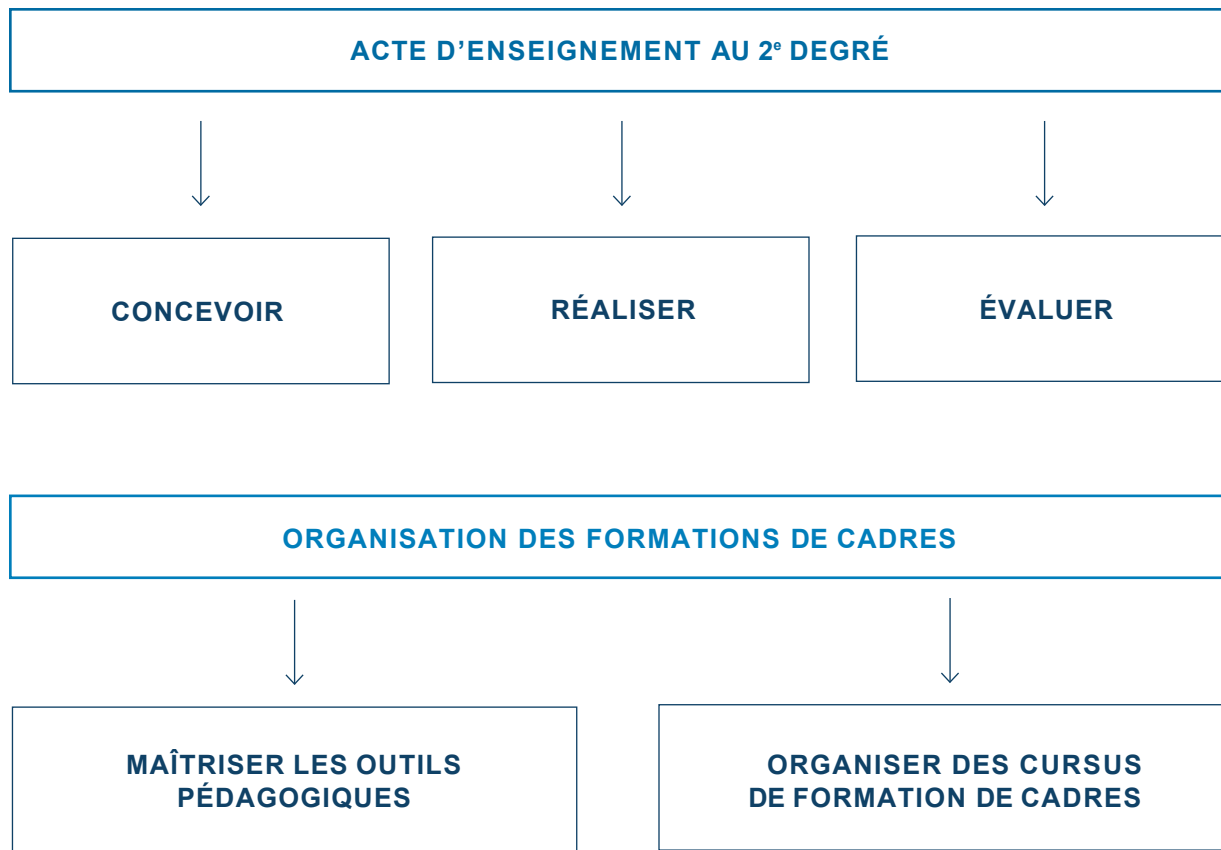 ACTE D’ENSEIGNEMENT AU 2e DEGRÉ
CONCEVOIR
RÉALISER
ÉVALUER
ORGANISATION DES FORMATIONS DE CADRES
MAÎTRISER LES OUTILS
PÉDAGOGIQUES
ORGANISER DES CURSUS
DE FORMATION DE CADRES